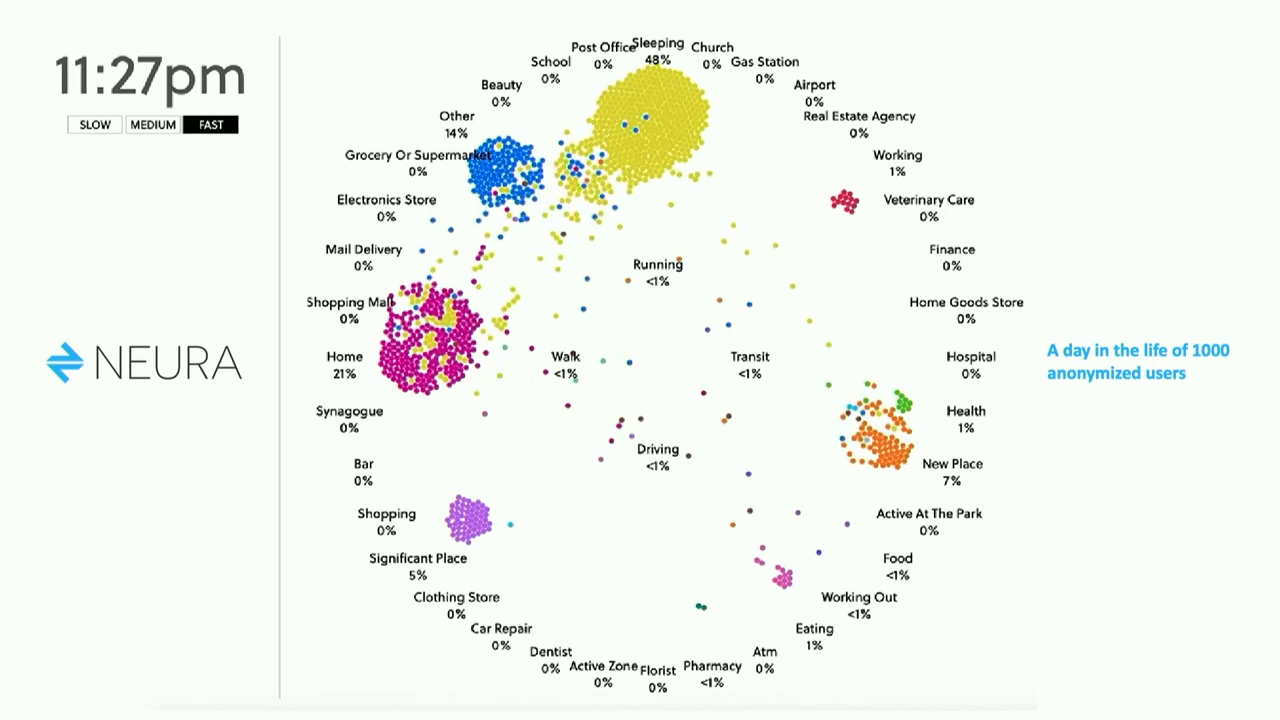 11:27pm
SLOW MEDIUM FAST
NEURA
Sleeping
48%
Church
0%
Gas Station
0%
Airport
0%
Real Estate Agency
0%
Working
1%
Veterinary Care
0%
Finance
0%
Home Goods Store
0%
Hospital
0%
Health
1%
New Place
7%
Active At The Park
0%
Food
<1%
Working Out
<1%
Eating
1%
Atm
0%
Pharmacy
<1%
Florist
0%
Active Zone
0%
Dentist
0%
Car Repair
0%
Clothing Store
0%
Significant Place
5%
Shopping
0%
Bar
0%
Synagogue
0%
Home
21%
Shopping Mall
0%
Mail Delivery
0%
Electronics Store
0%
Grocery Or Supermarket
0%
Other
14%
Beauty
0%
School
0%
Post Office
0%
Running
<1%
Walk
<1%
Transit
<1%
Driving
<1%
A day in the life of 1000
anonymized users